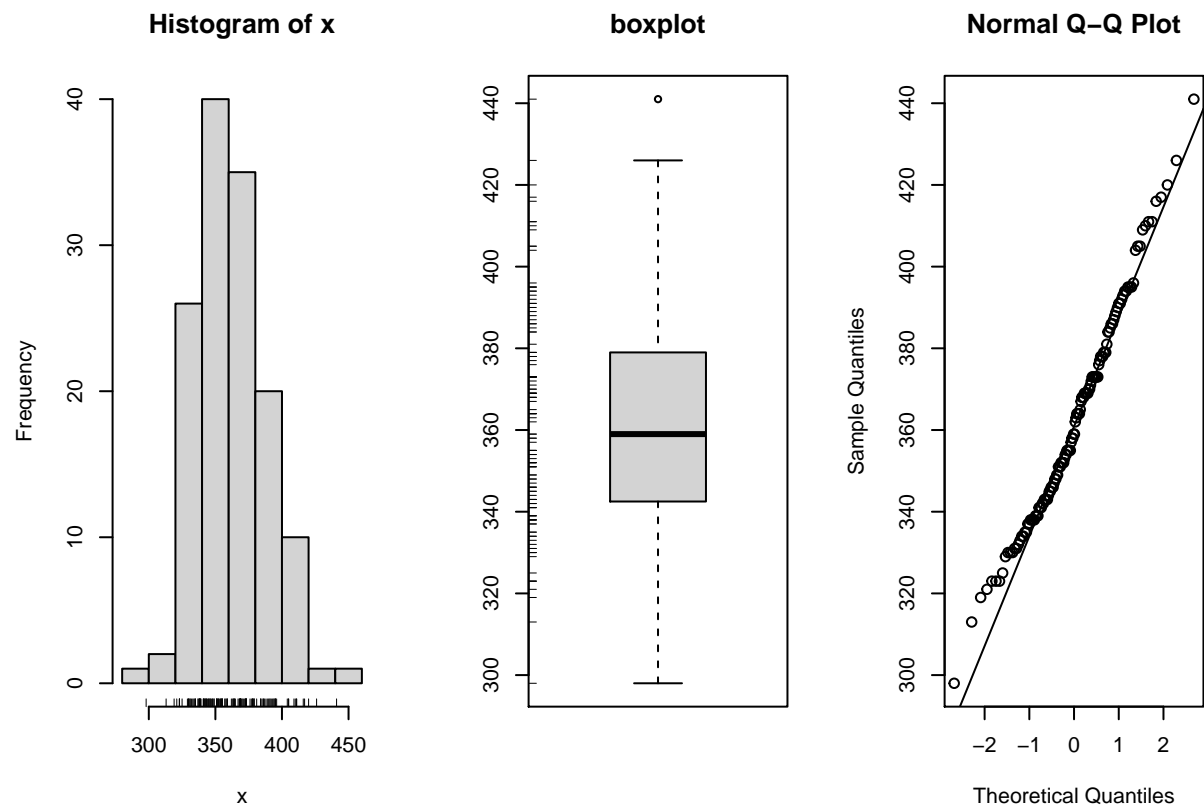 Histogram of x
Frequency
40
30
20
10
0
300 350 400 450
x
boxplot
440
420
400
380
360
340
320
300
Normal Q−Q Plot
Sample Quantiles
440
420
400
380
360
340
320
300
−2 −1 0 1 2
Theoretical Quantiles